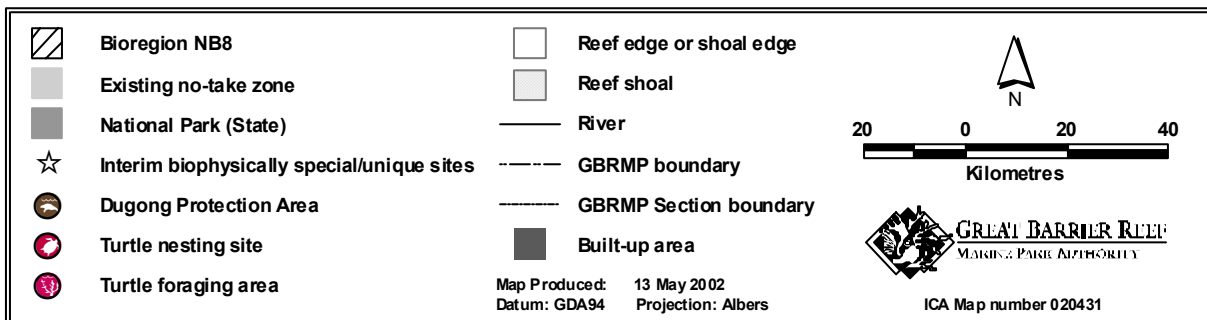 Bioregion NB8
Existing no-take zone
National Park (State)
Interim biophysically special/unique sites
Dugong Protection Area
Turtle nesting site
Turtle foraging area
Reef edge or shoal edge
Reef shoal
River
GBRMP boundary
GBRMP Section boundary
Built-up area
Map Produced: 13 May 2002
Datum: GDA94 Projection: Albers
N
20 0 20 40
Kilometres
GREAT BARRIER REEF
MARINE PARK AUTHORITY
ICA Map number 020431